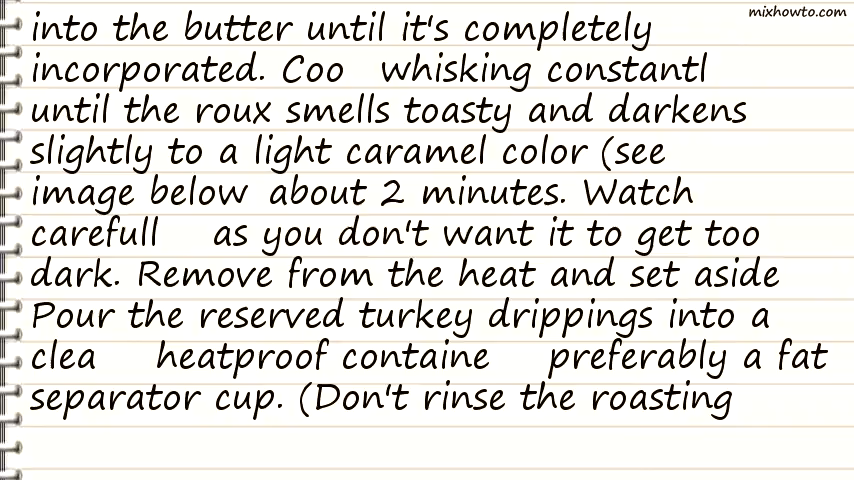 mixhowto.com
into the butter until it's completely
incorporated. Coo whisking constantl
until the roux smells toasty and darkens
slightly to a light caramel color (see
image below about 2 minutes. Watch
carefull as you don't want it to get too
dark. Remove from the heat and set aside
Pour the reserved turkey drippings into a
clea heatproof containe preferably a fat
separator cup. (Don't rinse the roasting